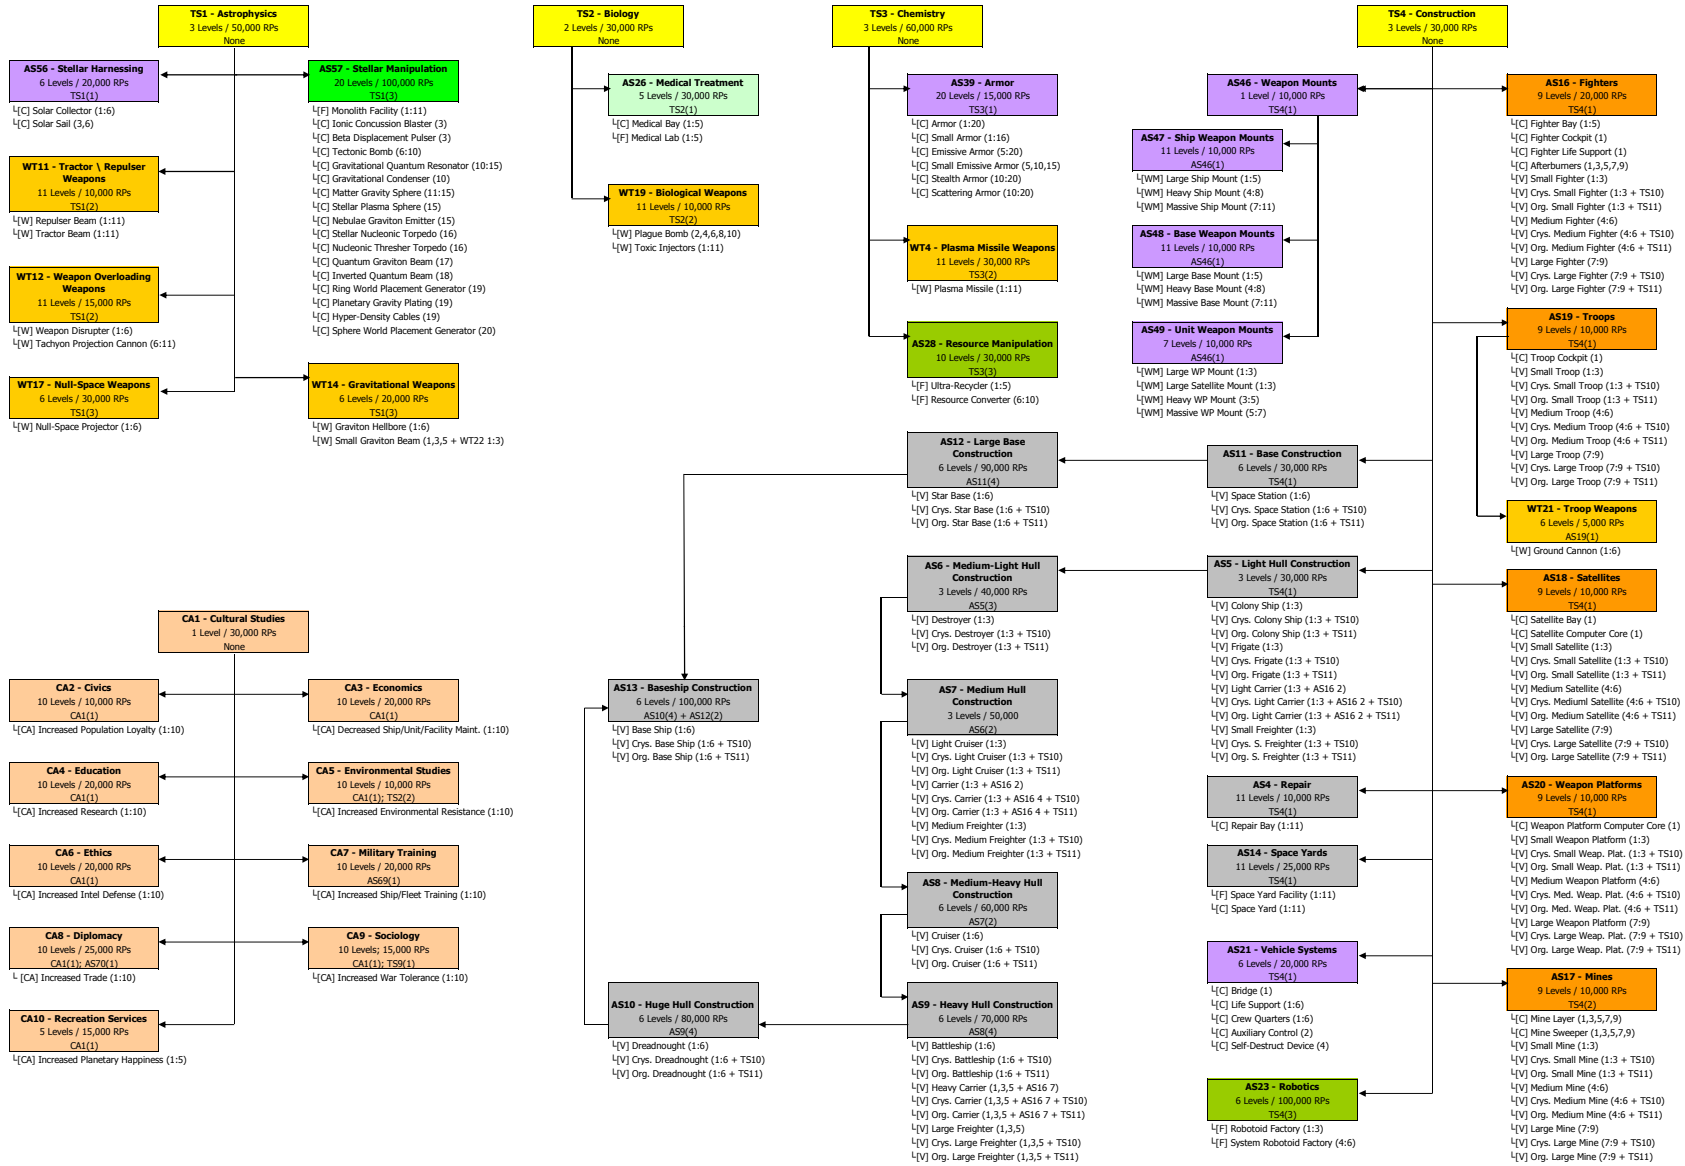 TS1 - Astrophysics
3 Levels / 50,000 RPs
None
AS56 - Stellar Harnessing
6 Levels / 20,000 RPs
TS1(1)
└[C] Solar Collector (1:6)
└[C] Solar Sail (3,6)
WT11 - Tractor \ Repulser
Weapons
11 Levels / 10,000 RPs
TS1(2)
└[W] Repulser Beam (1:11)
└[W] Tractor Beam (1:11)
WT12 - Weapon Overloading
Weapons
11 Levels / 15,000 RPs
TS1(2)
└[W] Weapon Disrupter (1:6)
└[W] Tachyon Projection Cannon (6:11)
WT17 - Null-Space Weapons
6 Levels / 30,000 RPs
TS1(3)
└[W] Null-Space Projector (1:6)
AS57 - Stellar Manipulation
20 Levels / 100,000 RPs
TS1(3)
└[F] Monolith Facility (1:11)
└[C] Ionic Concussion Blaster (3)
└[C] Beta Displacement Pulser (3)
└[C] Tectonic Bomb (6:10)
└[C] Gravitational Quantum Resonator (10:15)
└[C] Gravitational Condenser (10)
└[C] Matter Gravity Sphere (11:15)
└[C] Stellar Plasma Sphere (15)
└[C] Nebulae Graviton Emitter (15)
└[C] Stellar Nucleonic Torpedo (16)
└[C] Nucleonic Thresher Torpedo (16)
└[C] Quantum Graviton Beam (17)
└[C] Inverted Quantum Beam (18)
└[C] Ring World Placement Generator (19)
└[C] Planetary Gravity Plating (19)
└[C] Hyper-Density Cables (19)
└[C] Sphere World Placement Generator (20)
WT14 - Gravitational Weapons
6 Levels / 20,000 RPs
TS1(3)
└[W] Graviton Hellbore (1:6)
└[W] Small Graviton Beam (1,3,5 + WT22 1:3)
TS2 - Biology
2 Levels / 30,000 RPs
None
AS26 - Medical Treatment
5 Levels / 30,000 RPs
TS2(1)
└[C] Medical Bay (1:5)
└[F] Medical Lab (1:5)
WT19 - Biological Weapons
11 Levels / 10,000 RPs
TS2(2)
└[W] Plague Bomb (2,4,6,8,10)
└[W] Toxic Injectors (1:11)
TS3 - Chemistry
3 Levels / 60,000 RPs
None
AS39 - Armor
20 Levels / 15,000 RPs
TS3(1)
└[C] Armor (1:20)
└[C] Small Armor (1:16)
└[C] Emissive Armor (5:20)
└[C] Small Emissive Armor (5,10,15)
└[C] Stealth Armor (10:20)
└[C] Scattering Armor (10:20)
WT4 - Plasma Missile Weapons
11 Levels / 30,000 RPs
TS3(2)
└[W] Plasma Missile (1:11)
AS28 - Resource Manipulation
10 Levels / 30,000 RPs
TS3(3)
└[F] Ultra-Recycler (1:5)
└[F] Resource Converter (6:10)
TS4 - Construction
3 Levels / 30,000 RPs
None
AS46 - Weapon Mounts
1 Level / 10,000 RPs
TS4(1)
AS47 - Ship Weapon Mounts
11 Levels / 10,000 RPs
AS46(1)
└[WM] Large Ship Mount (1:5)
└[WM] Heavy Ship Mount (4:8)
└[WM] Massive Ship Mount (7:11)
AS48 - Base Weapon Mounts
11 Levels / 10,000 RPs
AS46(1)
└[WM] Large Base Mount (1:5)
└[WM] Heavy Base Mount (4:8)
└[WM] Massive Base Mount (7:11)
AS49 - Unit Weapon Mounts
7 Levels / 10,000 RPs
AS46(1)
└[WM] Large WP Mount (1:3)
└[WM] Large Satellite Mount (1:3)
└[WM] Heavy WP Mount (3:5)
└[WM] Massive WP Mount (5:7)
AS16 - Fighters
9 Levels / 20,000 RPs
TS4(1)
└[C] Fighter Bay (1:5)
└[C] Fighter Cockpit (1)
└[C] Fighter Life Support (1)
└[C] Afterburners (1,3,5,7,9)
└[V] Small Fighter (1:3)
└[V] Crys. Small Fighter (1:3 + TS10)
└[V] Org. Small Fighter (1:3 + TS11)
└[V] Medium Fighter (4:6)
└[V] Crys. Medium Fighter (4:6 + TS10)
└[V] Org. Medium Fighter (4:6 + TS11)
└[V] Large Fighter (7:9)
└[V] Crys. Large Fighter (7:9 + TS10)
└[V] Org. Large Fighter (7:9 + TS11)
AS19 - Troops
9 Levels / 10,000 RPs
TS4(1)
└[C] Troop Cockpit (1)
└[V] Small Troop (1:3)
└[V] Crys. Small Troop (1:3 + TS10)
└[V] Org. Small Troop (1:3 + TS11)
└[V] Medium Troop (4:6)
└[V] Crys. Medium Troop (4:6 + TS10)
└[V] Org. Medium Troop (4:6 + TS11)
└[V] Large Troop (7:9)
└[V] Crys. Large Troop (7:9 + TS10)
└[V] Org. Large Troop (7:9 + TS11)
WT21 - Troop Weapons
6 Levels / 5,000 RPs
AS19(1)
└[W] Ground Cannon (1:6)
AS12 - Large Base
Construction
6 Levels / 90,000 RPs
AS11(4)
└[V] Star Base (1:6)
└[V] Crys. Star Base (1:6 + TS10)
└[V] Org. Star Base (1:6 + TS11)
AS11 - Base Construction
6 Levels / 30,000 RPs
TS4(1)
└[V] Space Station (1:6)
└[V] Crys. Space Station (1:6 + TS10)
└[V] Org. Space Station (1:6 + TS11)
AS6 - Medium-Light Hull
Construction
3 Levels / 40,000 RPs
AS5(3)
└[V] Destroyer (1:3)
└[V] Crys. Destroyer (1:3 + TS10)
└[V] Org. Destroyer (1:3 + TS11)
AS5 - Light Hull Construction
3 Levels / 30,000 RPs
TS4(1)
└[V] Colony Ship (1:3)
└[V] Crys. Colony Ship (1:3 + TS10)
└[V] Org. Colony Ship (1:3 + TS11)
└[V] Frigate (1:3)
└[V] Crys. Frigate (1:3 + TS10)
└[V] Org. Frigate (1:3 + TS11)
└[V] Light Carrier (1:3 + AS16 2)
└[V] Crys. Light Carrier (1:3 + AS16 2 + TS10)
└[V] Org. Light Carrier (1:3 + AS16 2 + TS11)
└[V] Small Freighter (1:3)
└[V] Crys. S. Freighter (1:3 + TS10)
└[V] Org. S. Freighter (1:3 + TS11)
AS18 - Satellites
9 Levels / 10,000 RPs
TS4(1)
└[C] Satellite Bay (1)
└[C] Satellite Computer Core (1)
└[V] Small Satellite (1:3)
└[V] Crys. Small Satellite (1:3 + TS10)
└[V] Org. Small Satellite (1:3 + TS11)
└[V] Medium Satellite (4:6)
└[V] Crys. Mediuml Satellite (4:6 + TS10)
└[V] Org. Medium Satellite (4:6 + TS11)
└[V] Large Satellite (7:9)
└[V] Crys. Large Satellite (7:9 + TS10)
└[V] Org. Large Satellite (7:9 + TS11)
CA1 - Cultural Studies
1 Level / 30,000 RPs
None
CA2 - Civics
10 Levels / 10,000 RPs
CA1(1)
└[CA] Increased Population Loyalty (1:10)
CA3 - Economics
10 Levels / 20,000 RPs
CA1(1)
└[CA] Decreased Ship/Unit/Facility Maint. (1:10)
CA4 - Education
10 Levels / 20,000 RPs
CA1(1)
└[CA] Increased Research (1:10)
CA5 - Environmental Studies
10 Levels / 10,000 RPs
CA1(1); TS2(2)
└[CA] Increased Environmental Resistance (1:10)
CA6 - Ethics
10 Levels / 20,000 RPs
CA1(1)
└[CA] Increased Intel Defense (1:10)
CA7 - Military Training
10 Levels / 20,000 RPs
AS69(1)
└[CA] Increased Ship/Fleet Training (1:10)
CA8 - Diplomacy
10 Levels / 25,000 RPs
CA1(1); AS70(1)
└ [CA] Increased Trade (1:10)
CA9 - Sociology
10 Levels; 15,000 RPs
CA1(1); TS9(1)
└[CA] Increased War Tolerance (1:10)
CA10 - Recreation Services
5 Levels / 15,000 RPs
CA1(1)
└[CA] Increased Planetary Happiness (1:5)
AS13 - Baseship Construction
6 Levels / 100,000 RPs
AS10(4) + AS12(2)
└[V] Base Ship (1:6)
└[V] Crys. Base Ship (1:6 + TS10)
└[V] Org. Base Ship (1:6 + TS11)
AS7 - Medium Hull
Construction
3 Levels / 50,000
AS6(2)
└[V] Light Cruiser (1:3)
└[V] Crys. Light Cruiser (1:3 + TS10)
└[V] Org. Light Cruiser (1:3 + TS11)
└[V] Carrier (1:3 + AS16 2)
└[V] Crys. Carrier (1:3 + AS16 4 + TS10)
└[V] Org. Carrier (1:3 + AS16 4 + TS11)
└[V] Medium Freighter (1:3)
└[V] Crys. Medium Freighter (1:3 + TS10)
└[V] Org. Medium Freighter (1:3 + TS11)
AS8 - Medium-Heavy Hull
Construction
6 Levels / 60,000 RPs
AS7(2)
└[V] Cruiser (1:6)
└[V] Crys. Cruiser (1:6 + TS10)
└[V] Org. Cruiser (1:6 + TS11)
AS10 - Huge Hull Construction
6 Levels / 80,000 RPs
AS9(4)
└[V] Dreadnought (1:6)
└[V] Crys. Dreadnought (1:6 + TS10)
└[V] Org. Dreadnought (1:6 + TS11)
AS9 - Heavy Hull Construction
6 Levels / 70,000 RPs
AS8(4)
└[V] Battleship (1:6)
└[V] Crys. Battleship (1:6 + TS10)
└[V] Org. Battleship (1:6 + TS11)
└[V] Heavy Carrier (1,3,5 + AS16 7)
└[V] Crys. Carrier (1,3,5 + AS16 7 + TS10)
└[V] Org. Carrier (1,3,5 + AS16 7 + TS11)
└[V] Large Freighter (1,3,5)
└[V] Crys. Large Freighter (1,3,5 + TS10)
└[V] Org. Large Freighter (1,3,5 + TS11)
AS4 - Repair
11 Levels / 10,000 RPs
TS4(1)
└[C] Repair Bay (1:11)
AS14 - Space Yards
11 Levels / 25,000 RPs
TS4(1)
└[F] Space Yard Facility (1:11)
└[C] Space Yard (1:11)
AS21 - Vehicle Systems
6 Levels / 20,000 RPs
TS4(1)
└[C] Bridge (1)
└[C] Life Support (1:6)
└[C] Crew Quarters (1:6)
└[C] Auxiliary Control (2)
└[C] Self-Destruct Device (4)
AS23 - Robotics
6 Levels / 100,000 RPs
TS4(3)
└[F] Robotoid Factory (1:3)
└[F] System Robotoid Factory (4:6)
AS20 - Weapon Platforms
9 Levels / 10,000 RPs
TS4(1)
└[C] Weapon Platform Computer Core (1)
└[V] Small Weapon Platform (1:3)
└[V] Crys. Small Weap. Plat. (1:3 + TS10)
└[V] Org. Small Weap. Plat. (1:3 + TS11)
└[V] Medium Weapon Platform (4:6)
└[V] Crys. Med. Weap. Plat. (4:6 + TS10)
└[V] Org. Med. Weap. Plat. (4:6 + TS11)
└[V] Large Weapon Platform (7:9)
└[V] Crys. Large Weap. Plat. (7:9 + TS10)
└[V] Org. Large Weap. Plat. (7:9 + TS11)
AS17 - Mines
9 Levels / 10,000 RPs
TS4(2)
└[C] Mine Layer (1,3,5,7,9)
└[C] Mine Sweeper (1,3,5,7,9)
└[V] Small Mine (1:3)
└[V] Crys. Small Mine (1:3 + TS10)
└[V] Org. Small Mine (1:3 + TS11)
└[V] Medium Mine (4:6)
└[V] Crys. Medium Mine (4:6 + TS10)
└[V] Org. Medium Mine (4:6 + TS11)
└[V] Large Mine (7:9)
└[V] Crys. Large Mine (7:9 + TS10)
└[V] Org. Large Mine (7:9 + TS11)